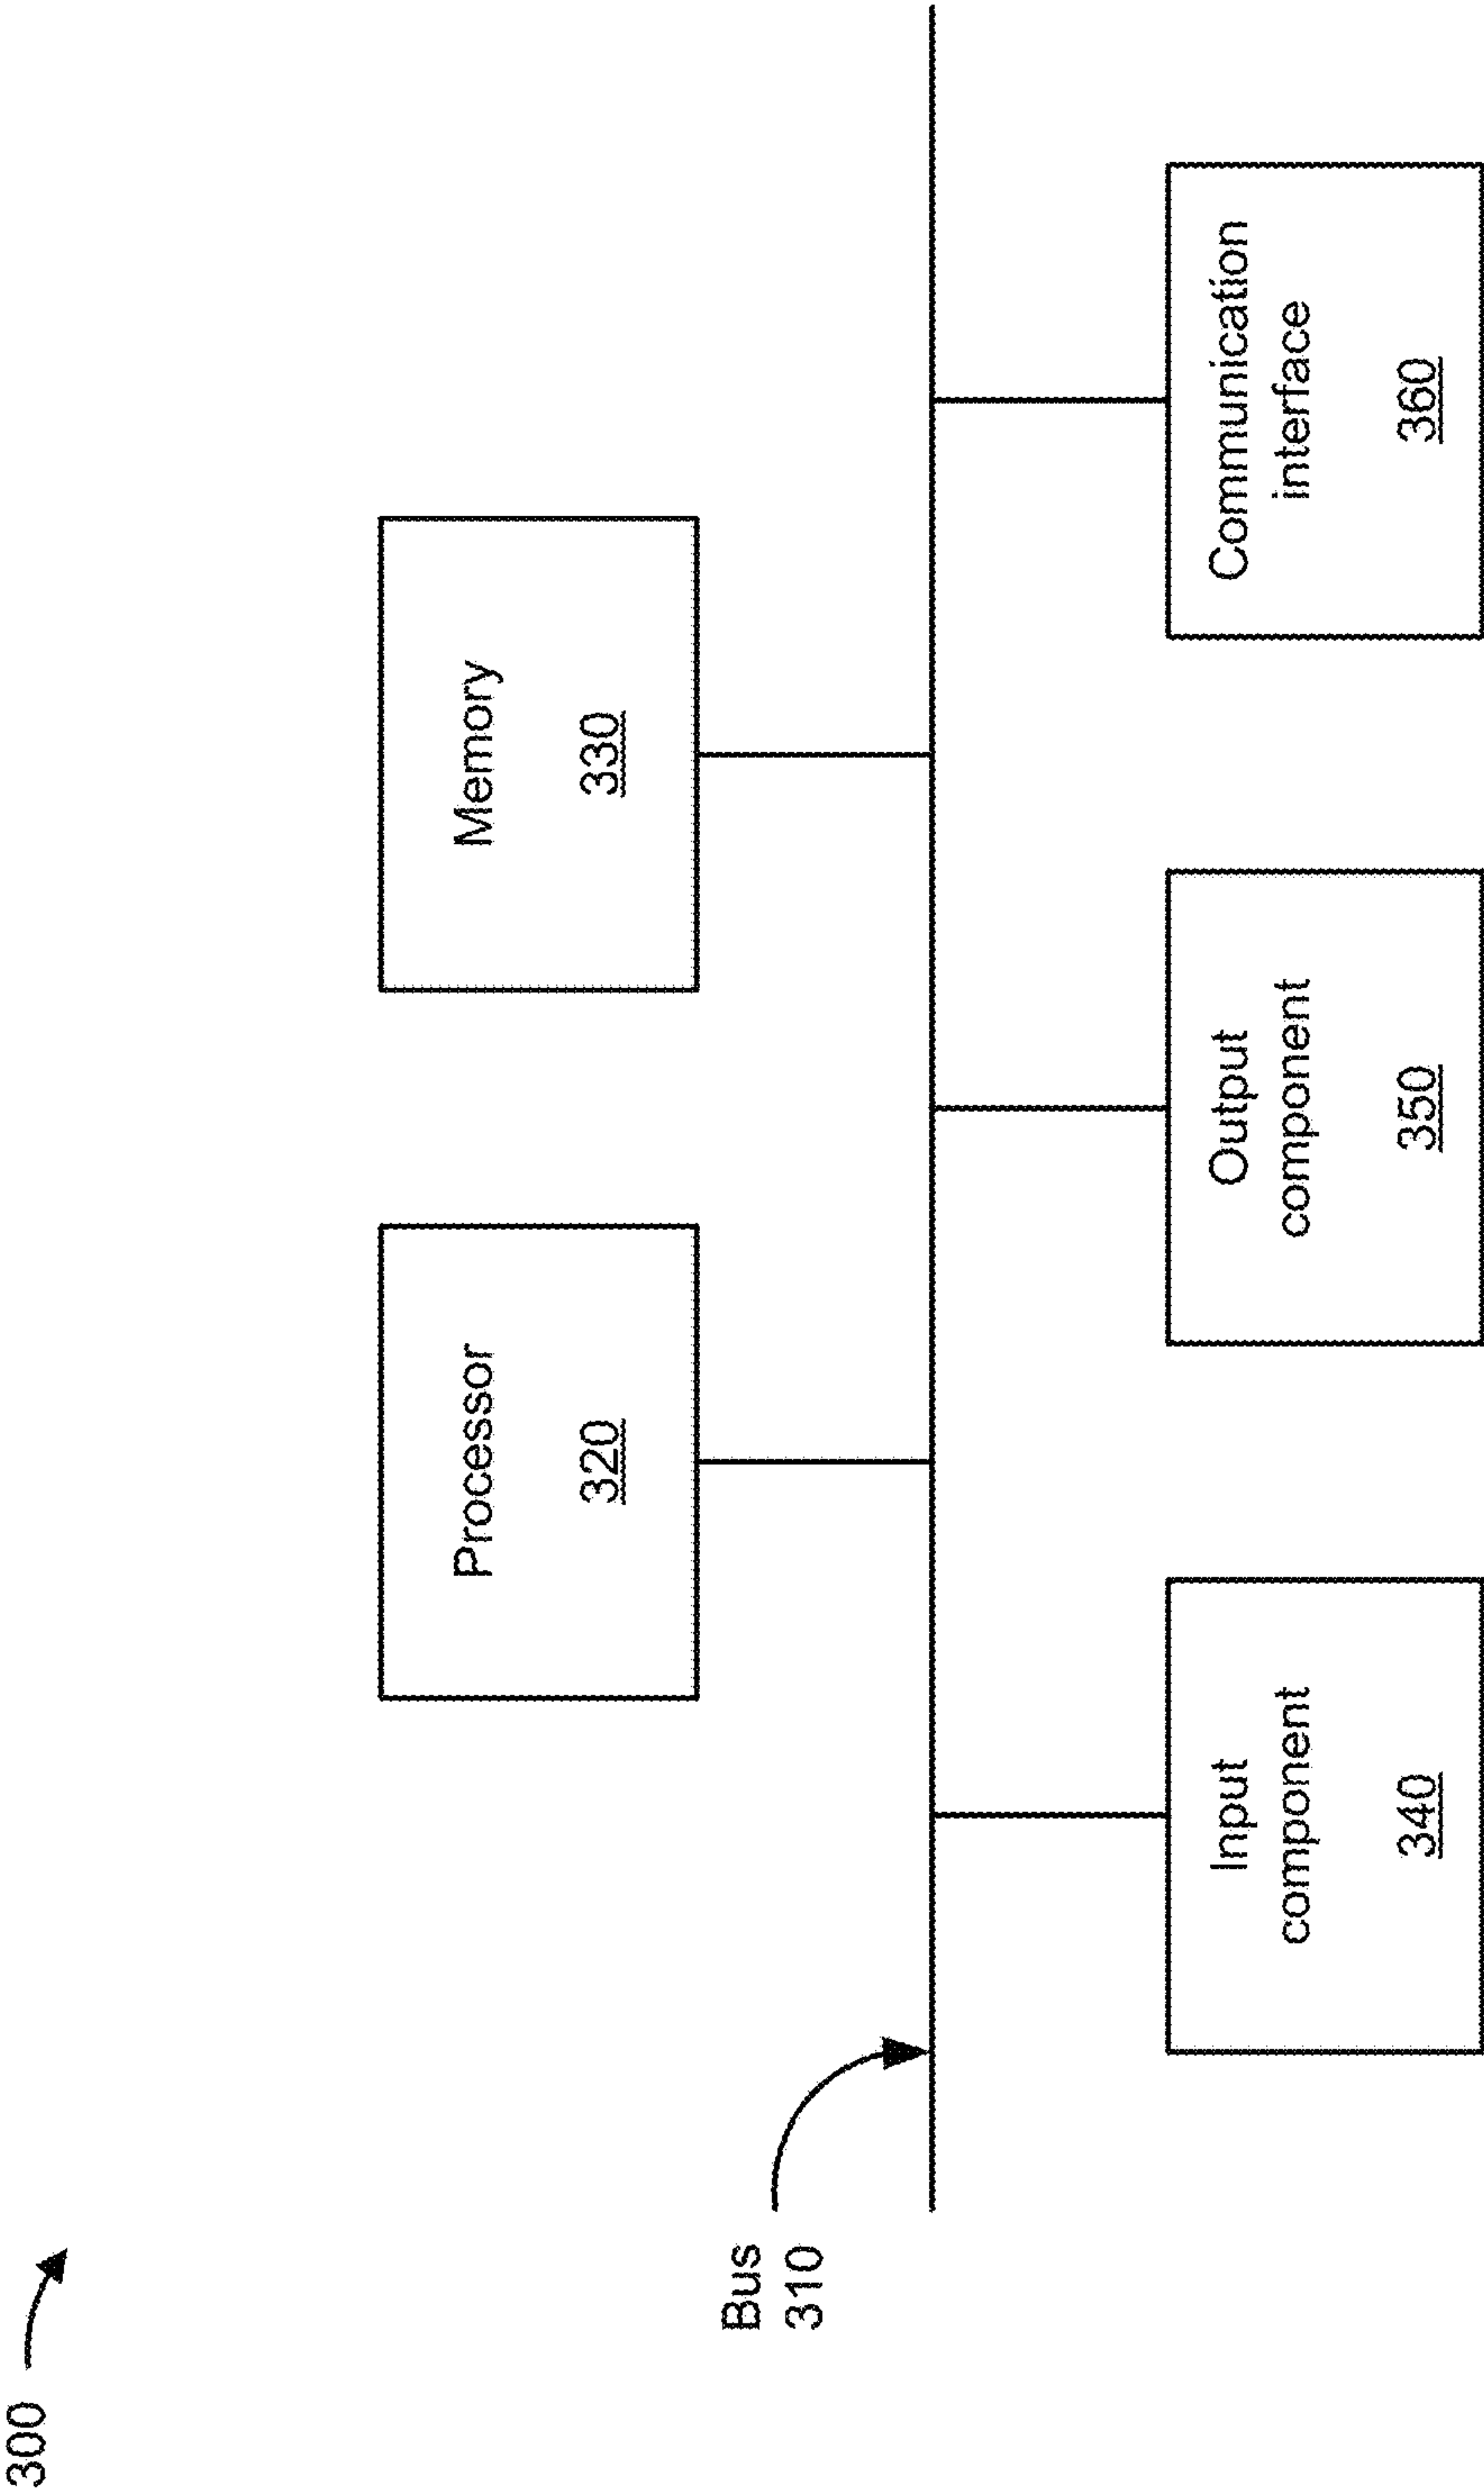 300
Processor
320
Memory
330
Bus
310
Input
component
340
Output
component
350
Communication
interface
360